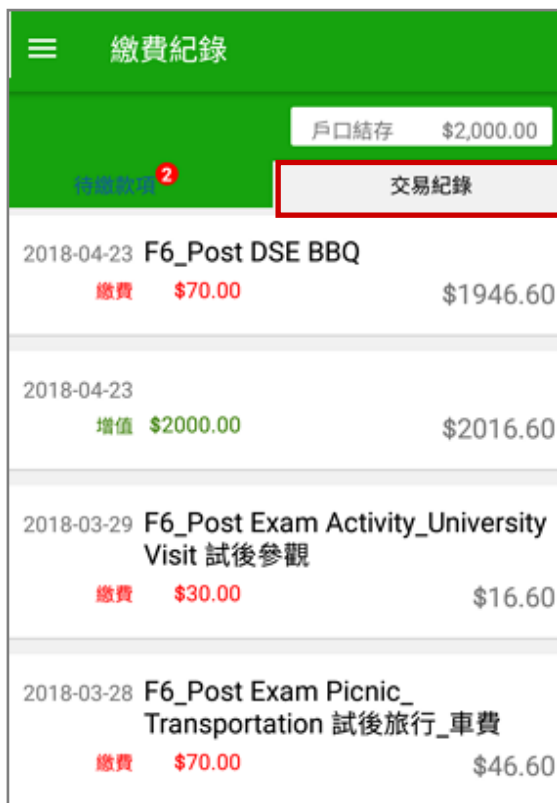 繳費紀錄
戶口結存 $2,000.00
待繳款項 2 交易紀錄
2018-04-23 F6_Post DSE BBQ
繳費 $70.00 $1946.60
2018-04-23
增值 $2000.00 $2016.60
2018-03-29 F6_Post Exam Activity_University
Visit 試後參觀
繳費 $30.00 $16.60
2018-03-28 F6_Post Exam Picnic_
Transportation 試後旅行_車費
繳費 $70.00 $46.60